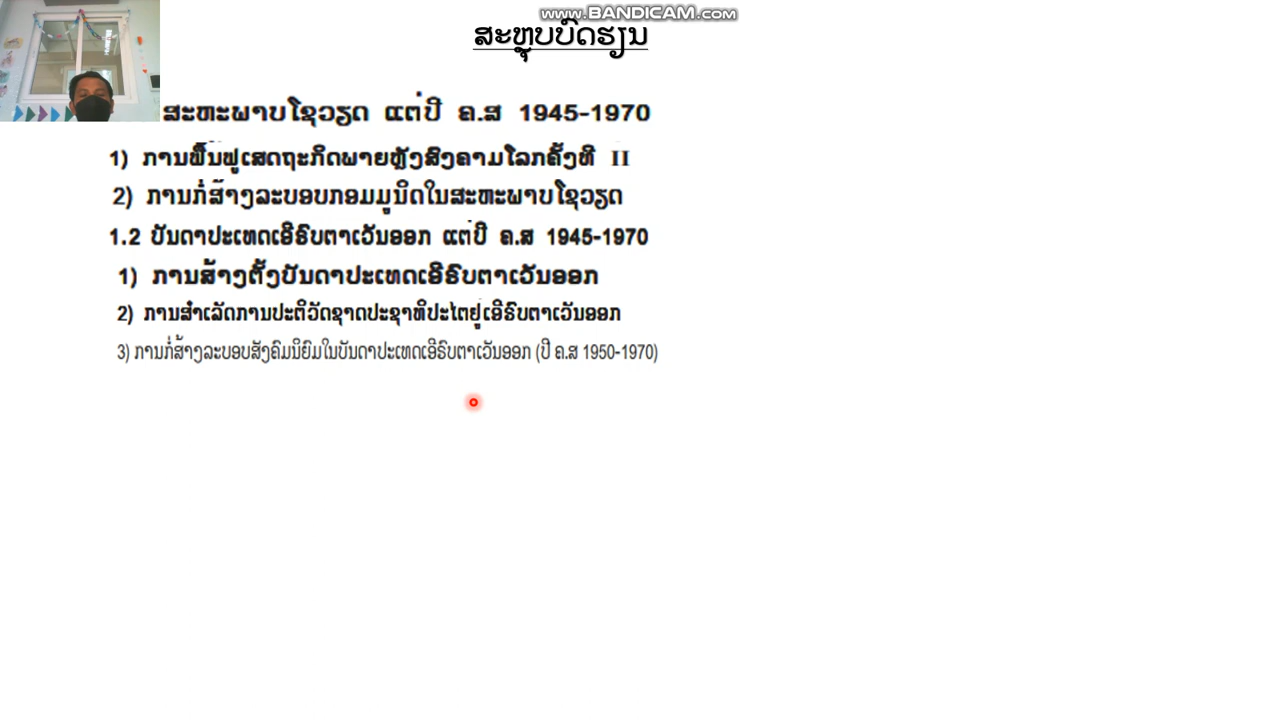 www.BANDICAM.com
ສະຫຼຸບບົດຮຽນ
ສະຫະພາບໂຊວຽດ ແຕ່ປີ ຄ.ສ 1945-1970
1) ການຟື້ນຟູເສດຖະກິດພາຍຫຼັງສົງຄາມໂລກຄັ້ງທີ II
2) ການກໍ່ສ້າງລະບອບກອມມູນິດໃນສະຫະພາບໂຊວຽດ
1.2 ບັນດາປະເທດເອີຣົບຕາເວັນອອກ ແຕ່ປີ ຄ.ສ 1945-1970
1) ການສ້າງຕັ້ງບັນດາປະເທດເອີຣົບຕາເວັນອອກ
2) ການສຳເລັດການປະຕິວັດຊາດປະຊາທິປະໄຕຢູ່ເອີຣົບຕາເວັນອອກ
3) ການກໍ່ສ້າງລະບອບສັງຄົມນິຍົມໃນບັນດາປະເທດເອີຣົບຕາເວັນອອກ (ປີ ຄ.ສ 1950-1970)